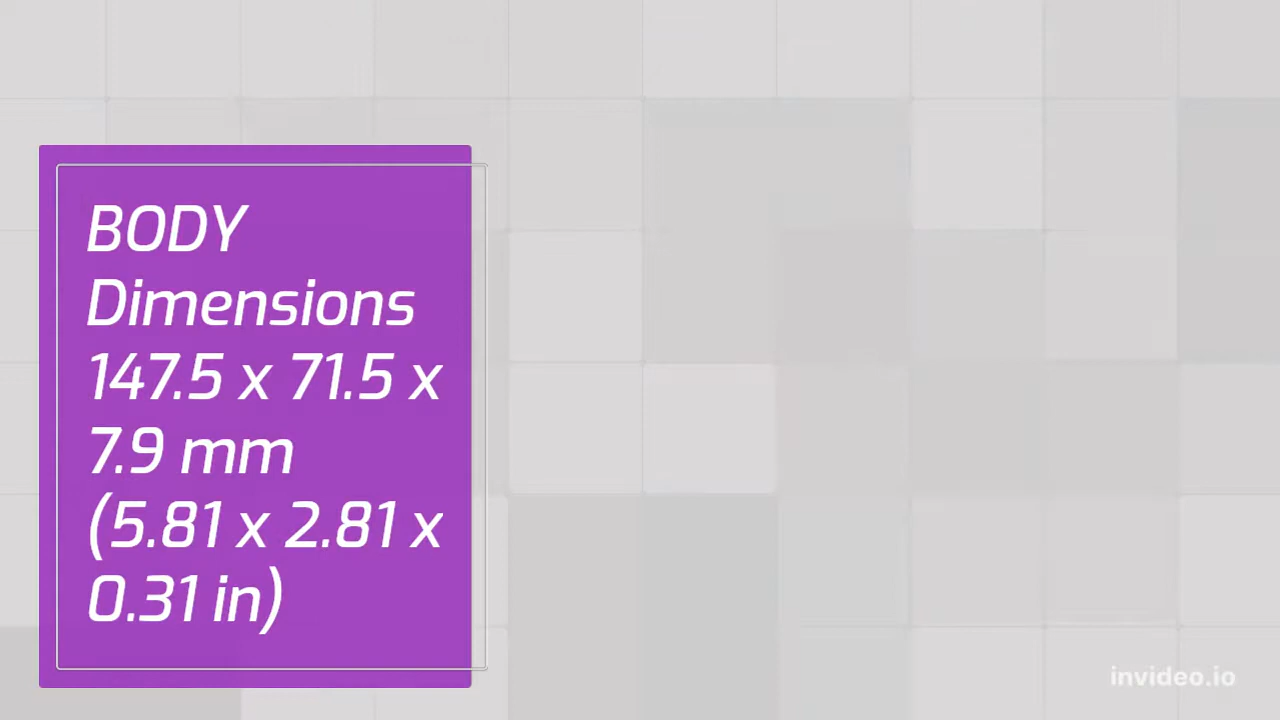 BODY
Dimensions
147.5 x 71.5 x
7.9 mm
(5.81 x 2.81 x
0.31 in)
invideo.io